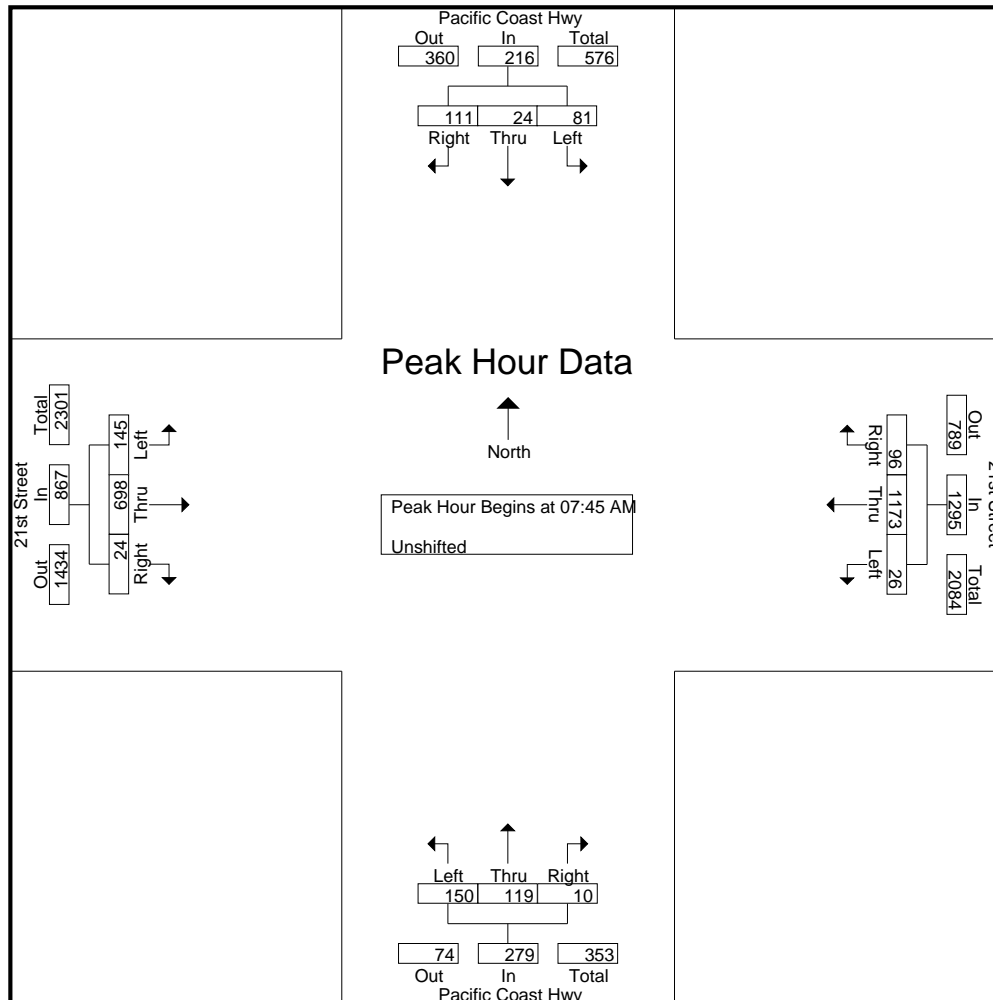 Pacific Coast Hwy
Out In Total
360 216 576
111 24 81
Right Thru Left
Peak Hour Data
North
Peak Hour Begins at 07:45 AM
Unshifted
21st Street
Total In Out
2301 867 1434
145 698 24
Left Thru Right
Right Thru Left
96 1173 26
789 1295 2084
Out In Total
21st Street
Left Thru Right
150 119 10
74 279 353
Out In Total
Pacific Coast Hwy